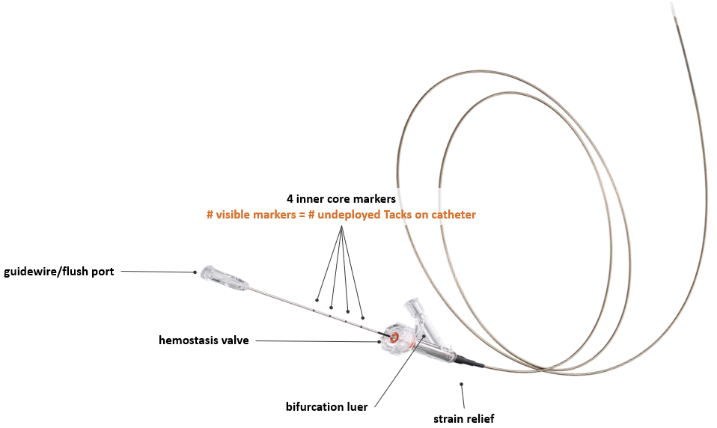 4 inner core markers
# visible markers = # undeployed Tacks on catheter
guidewire/flush port
hemostasis valve
bifurcation luer
strain relief